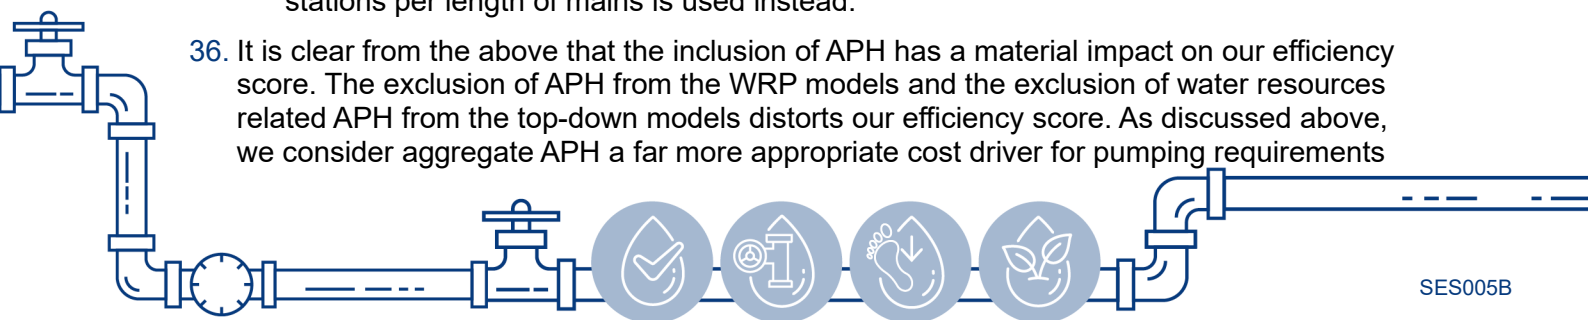 stations per length of mains is used instead.
36. It is clear from the above that the inclusion of APH has a material impact on our efficiency
score. The exclusion of APH from the WRP models and the exclusion of water resources
related APH from the top-down models distorts our efficiency score. As discussed above,
we consider aggregate APH a far more appropriate cost driver for pumping requirements
SES005B